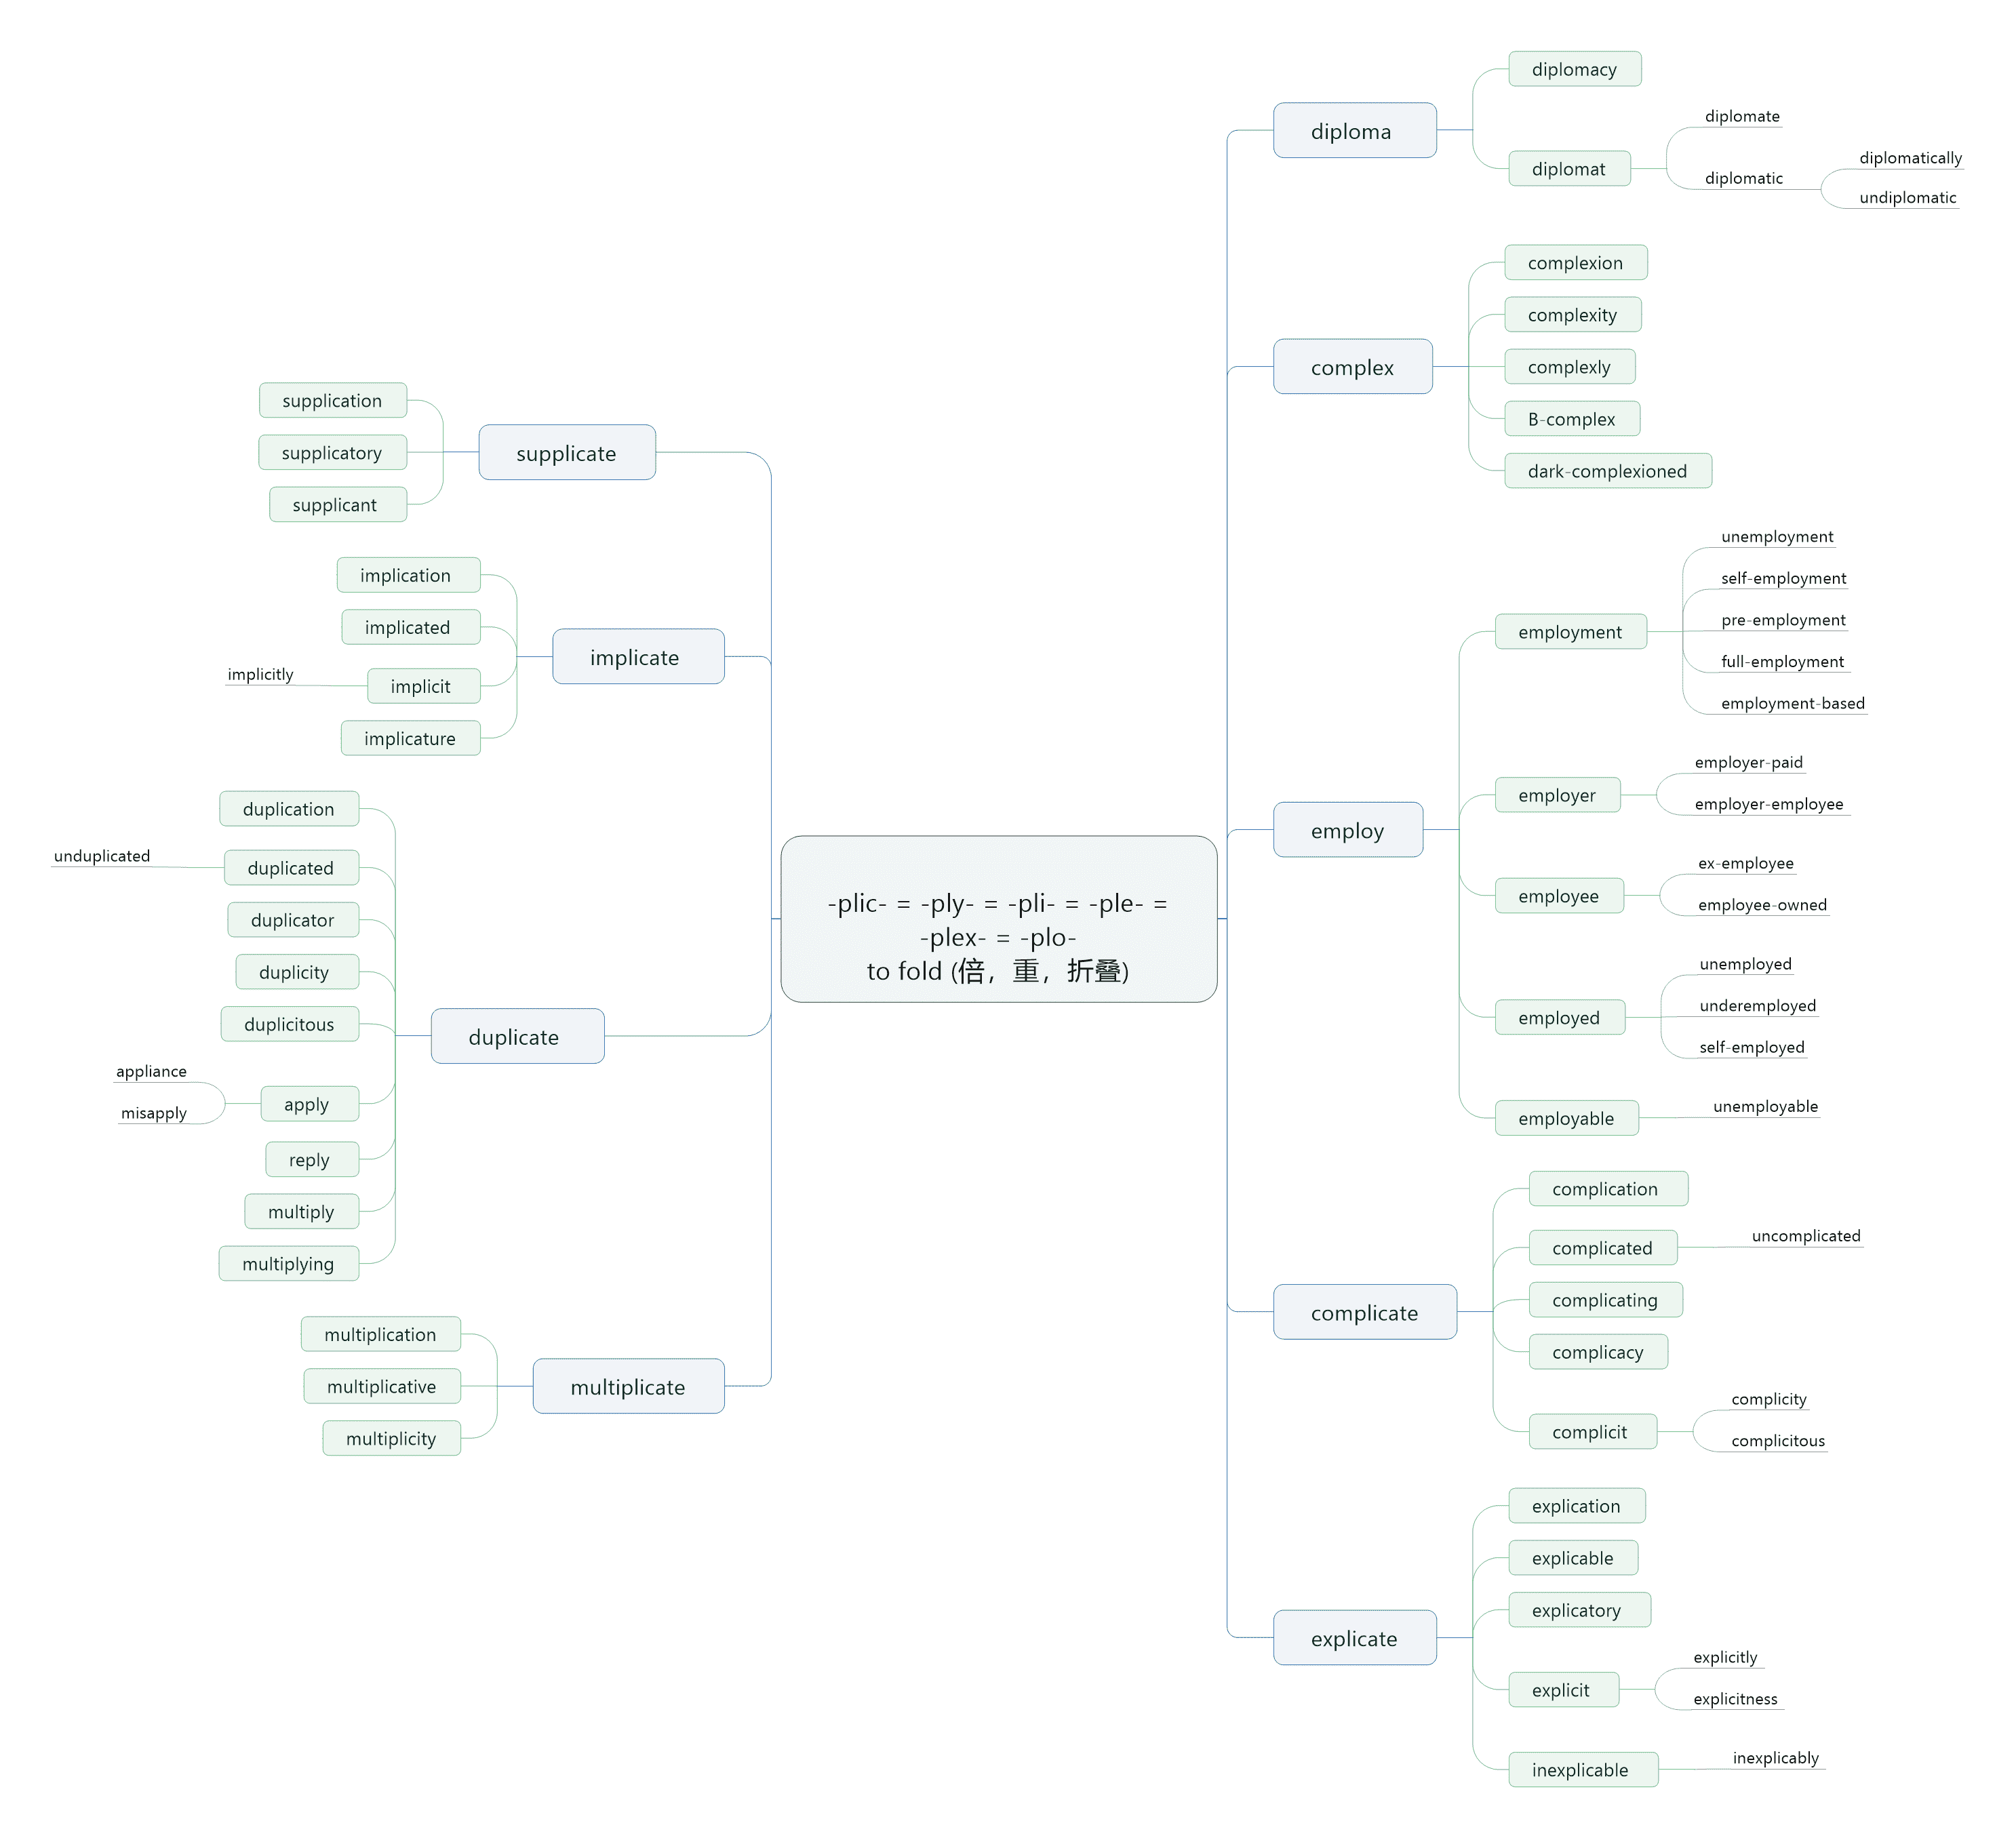 -plic- = -ply- = -pli- = -ple- =
-plex- = -plo-
to fold (倍，重，折叠)
diploma
diplomacy
diplomat
diplomate
diplomatic
diplomatically
undiplomatic
complex
complexion
complexity
complexly
B-complex
dark-complexioned
employ
employment
unemployment
self-employment
pre-employment
full-employment
employment-based
employer
employer-paid
employer-employee
employee
ex-employee
employee-owned
employed
unemployed
underemployed
self-employed
employable
unemployable
complicate
complication
complicated
uncomplicated
complicating
complicacy
complicit
complicity
complicitous
explicate
explication
explicable
explicatory
explicit
explicitly
explicitness
inexplicable
inexplicably
supplicate
supplication
supplicatory
supplicant
implicate
implication
implicated
implicit
implicitly
implicature
duplicate
duplication
duplicated
unduplicated
duplicator
duplicity
duplicitous
apply
appliance
misapply
reply
multiply
multiplying
multiplicate
multiplication
multiplicative
multiplicity